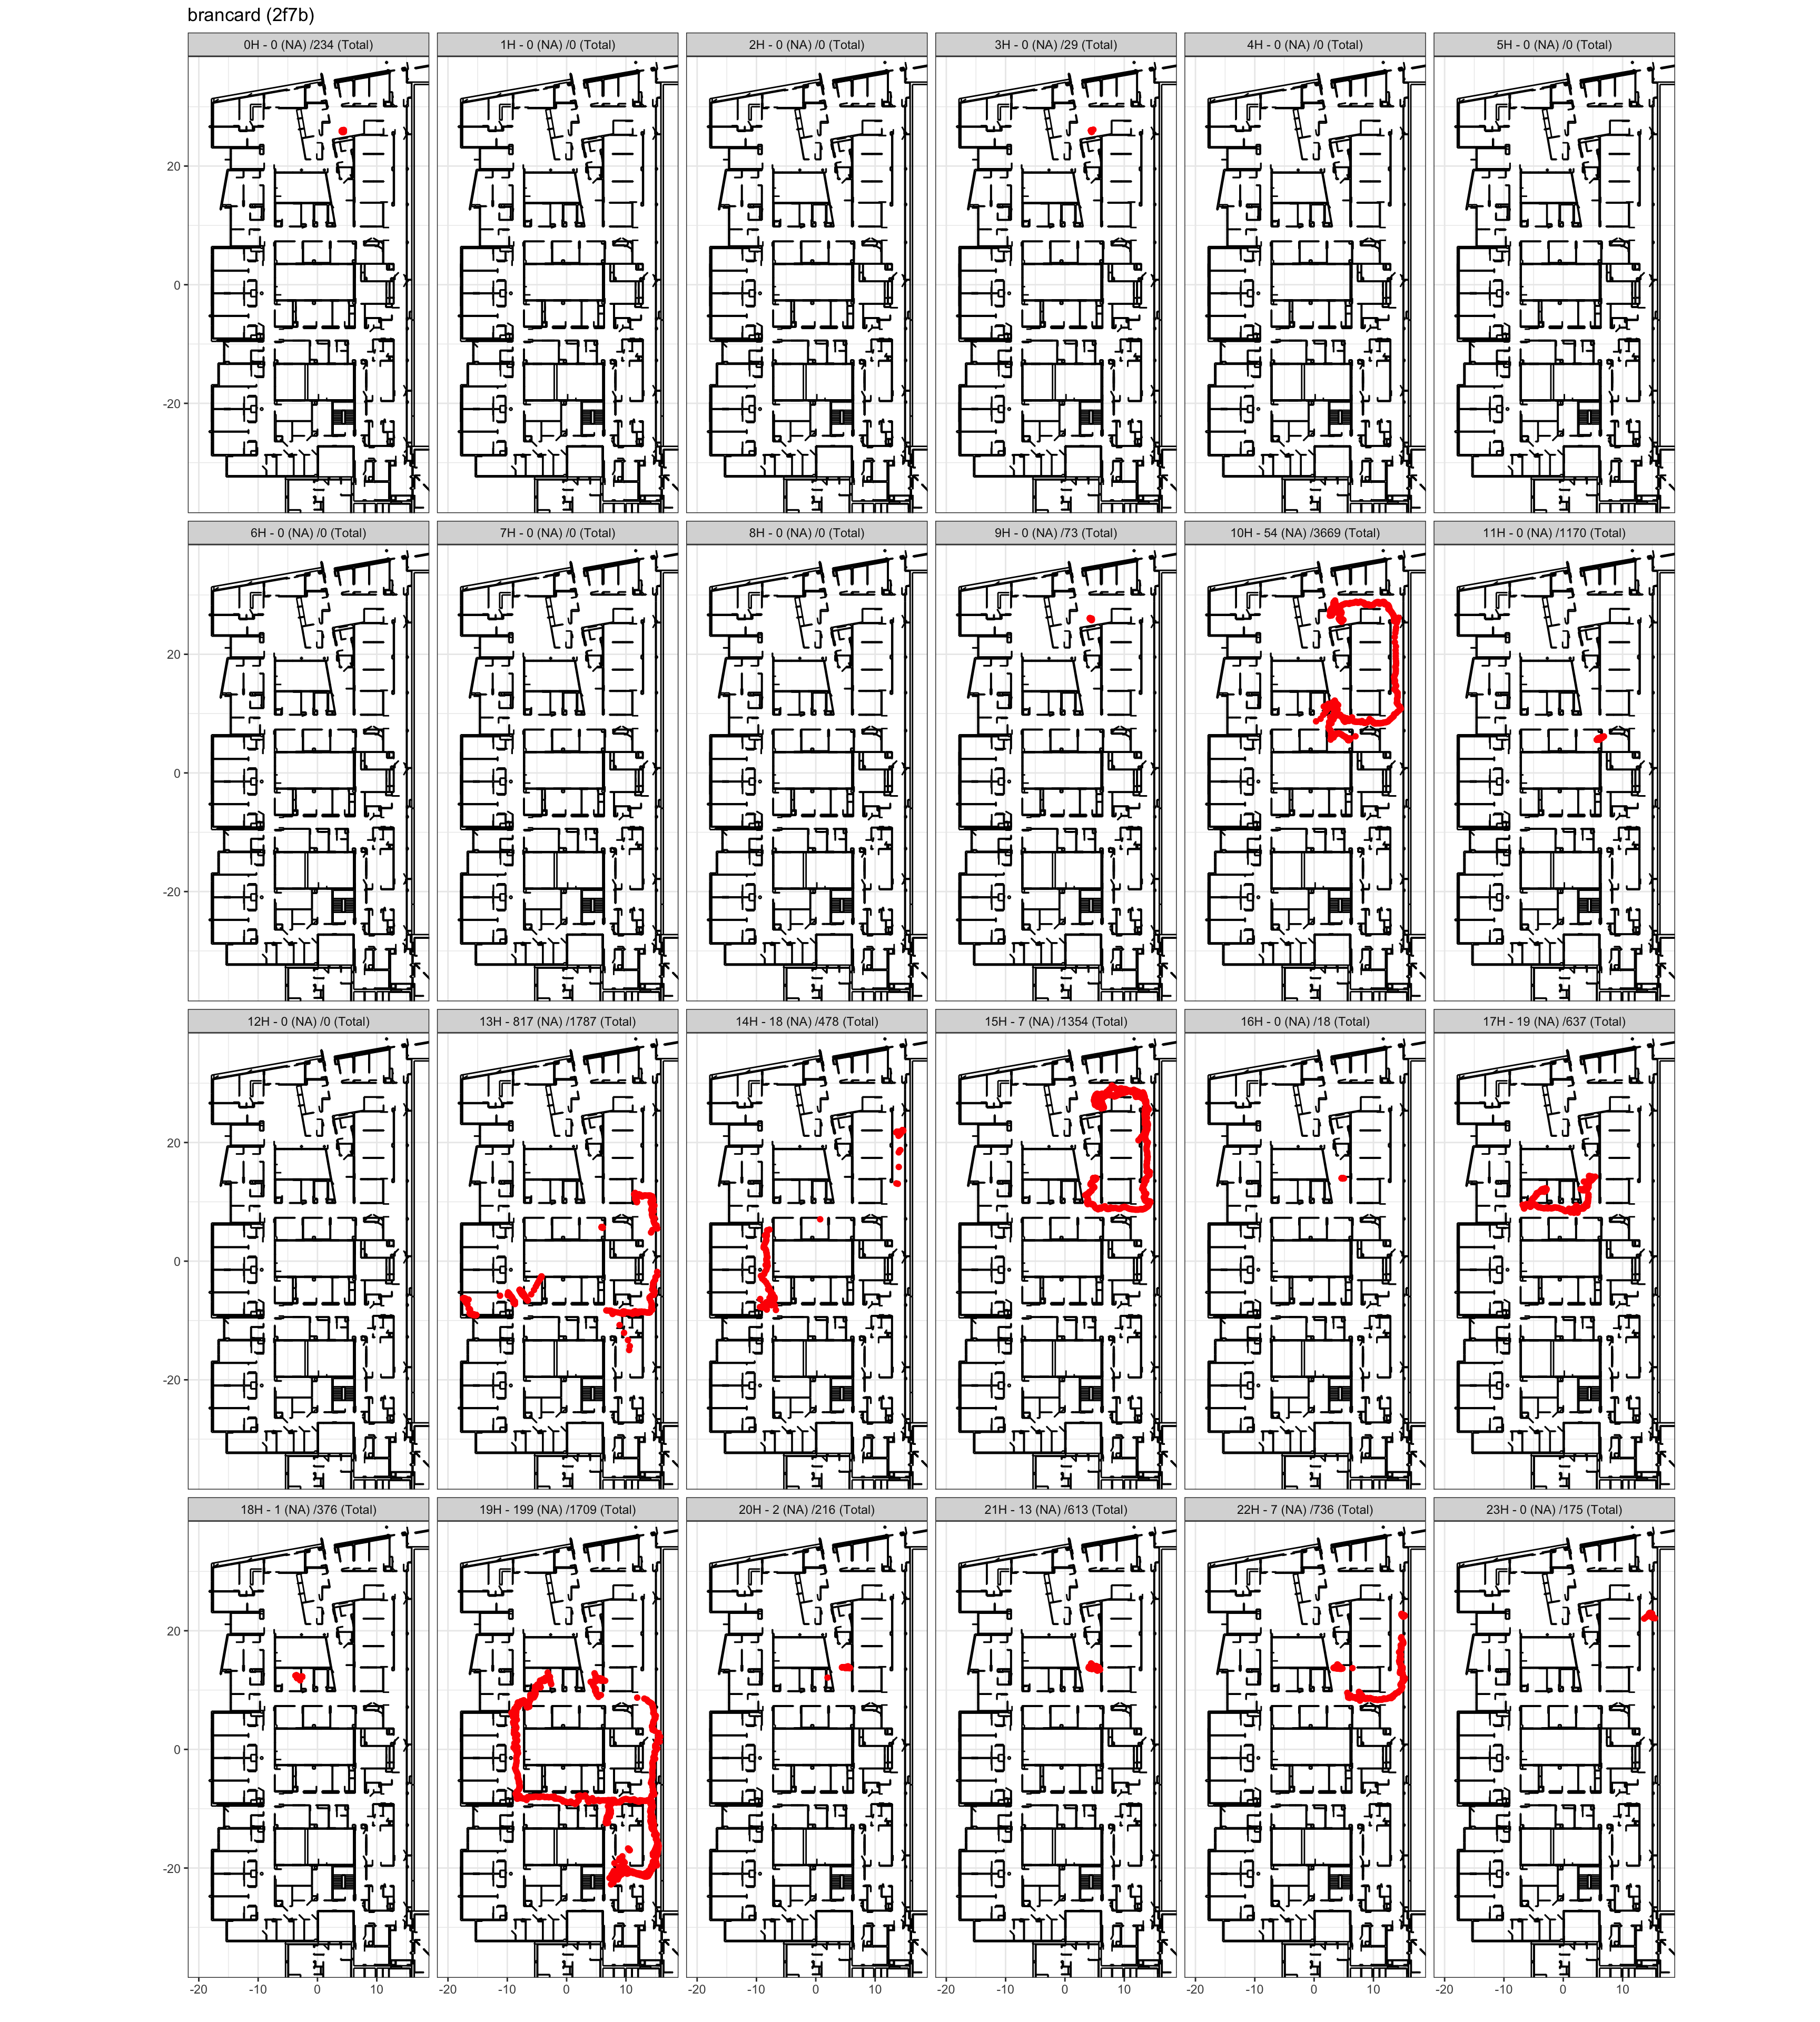 brancard (2f7b)
0H - 0 (NA) /234 (Total) 1H - 0 (NA) /0 (Total) 2H - 0 (NA) /0 (Total) 3H - 0 (NA) /29 (Total) 4H - 0 (NA) /0 (Total) 5H - 0 (NA) /0 (Total)
20
0
-20
6H - 0 (NA) /0 (Total) 7H - 0 (NA) /0 (Total) 8H - 0 (NA) /0 (Total) 9H - 0 (NA) /73 (Total) 10H - 54 (NA) /3669 (Total) 11H - 0 (NA) /1170 (Total)
20
0
-20
12H - 0 (NA) /0 (Total) 13H - 817 (NA) /1787 (Total) 14H - 18 (NA) /478 (Total) 15H - 7 (NA) /1354 (Total) 16H - 0 (NA) /18 (Total) 17H - 19 (NA) /637 (Total)
20
0
-20
18H - 1 (NA) /376 (Total) 19H - 199 (NA) /1709 (Total) 20H - 2 (NA) /216 (Total) 21H - 13 (NA) /613 (Total) 22H - 7 (NA) /736 (Total) 23H - 0 (NA) /175 (Total)
20
0
-20
-20 -10 0 10 -20 -10 0 10 -20 -10 0 10 -20 -10 0 10 -20 -10 0 10 -20 -10 0 10